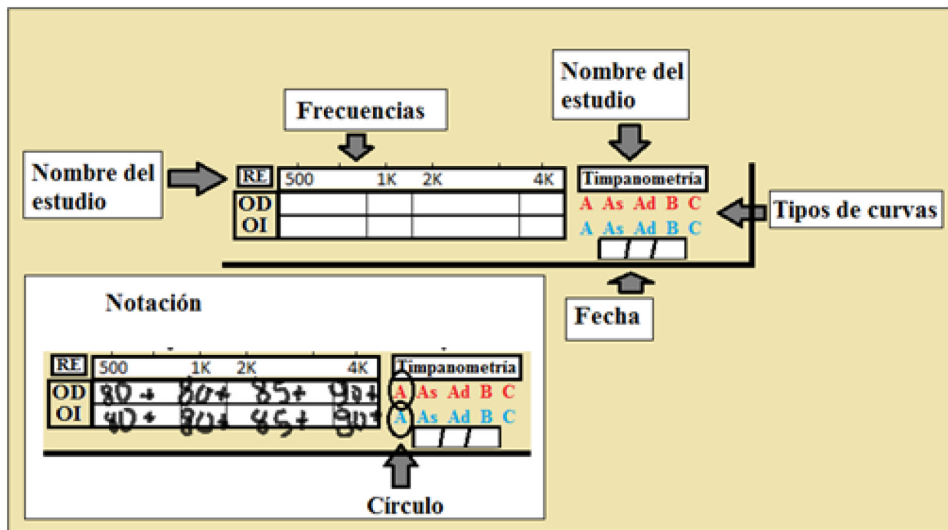 Nombre del
estudio
Frecuencias
Nombre del
estudio
RE 500 1K 2K 4K Timpanometría
OD A As Ad B C
OI A As Ad B C
Tipos de curvas
Fecha
Notación
RE 500 1K 2K 4K Timpanometría
OD 80+ 80+ 85+ 90+ A As Ad B C
OI 80+ 80+ 85+ 90+ A As Ad B C
Círculo